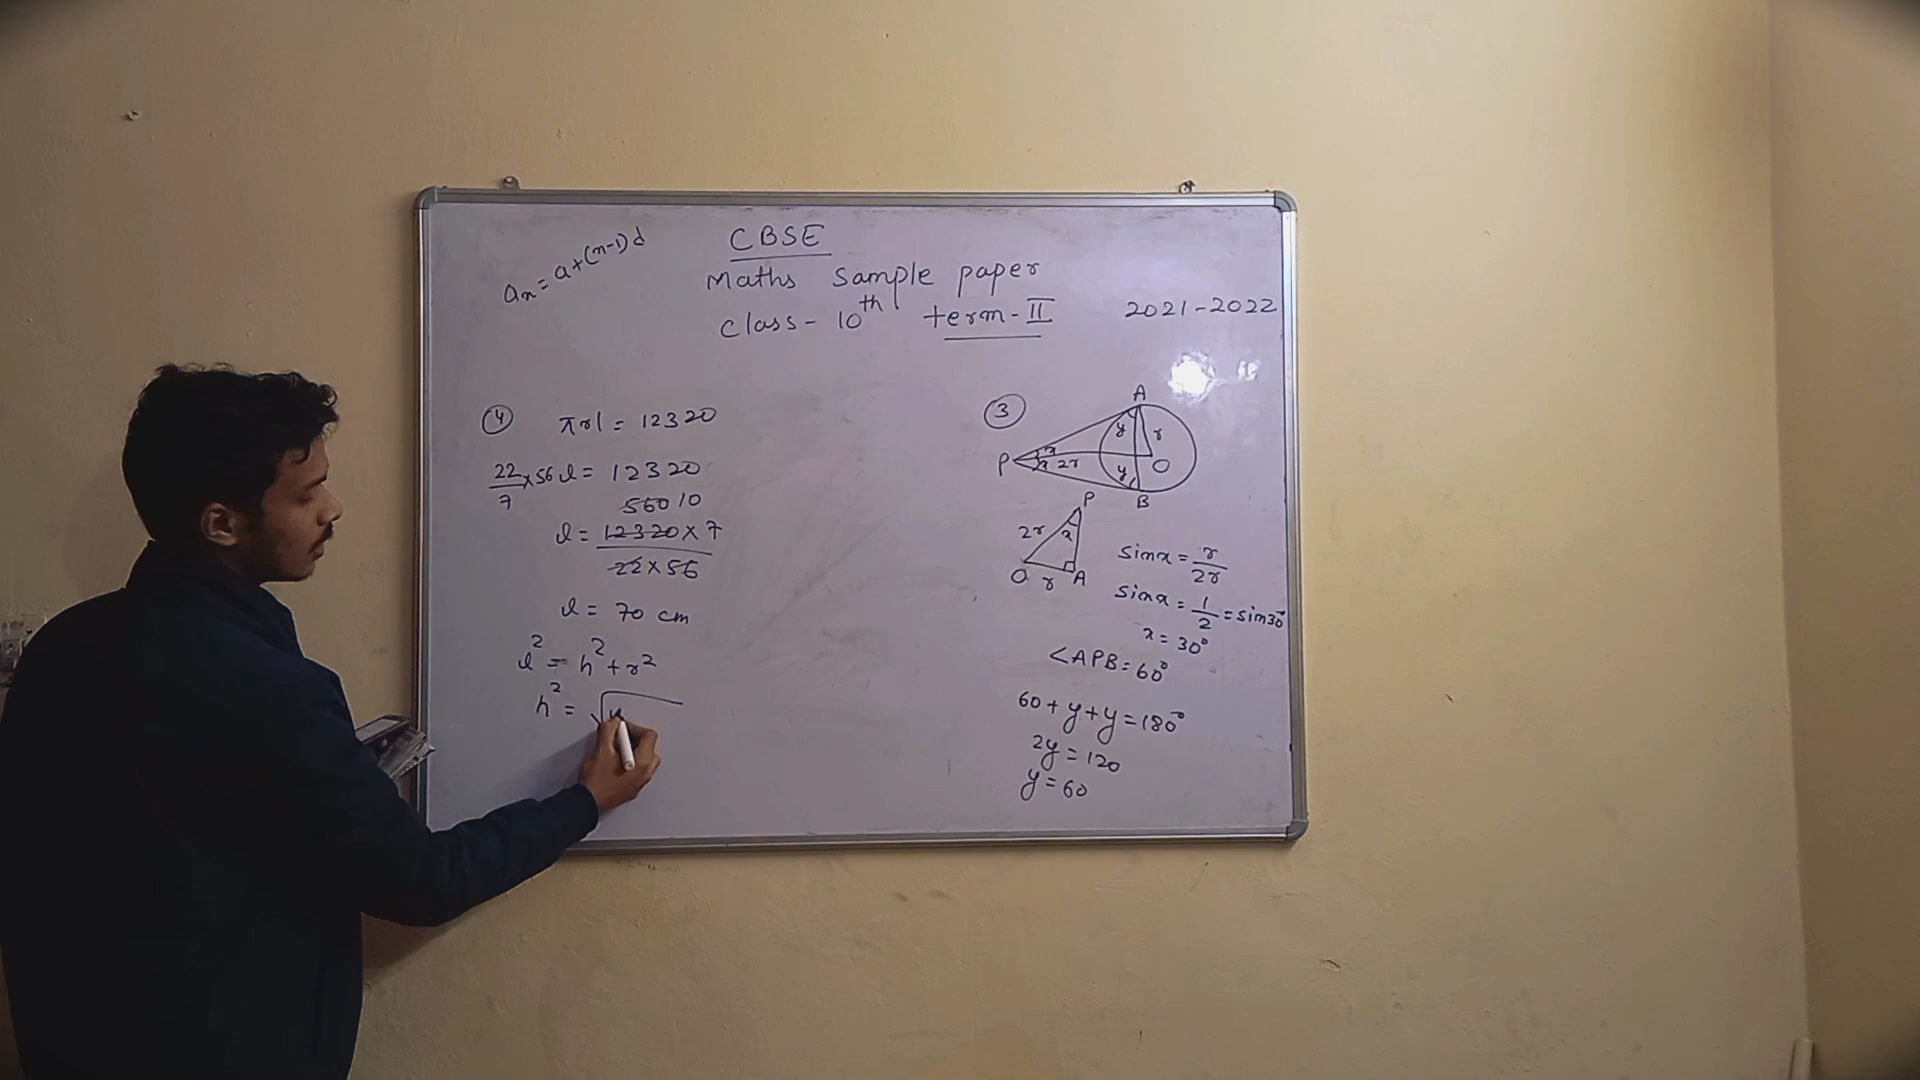 aₙ = a+(n-1)d
CBSE
Maths Sample paper
class- 10th term-II 2021-2022
4
πrl = 12320
22/7 ×56 l = 12320
560 10
l = 12320×7
22×56
l = 70 cm
l² = h²+r²
h² = √
3
A
y
r
P
x
x
2r
O
y
B
P
2r
x
O
r
A
sinx = r/2r
sinx = 1/2 = sin30°
x = 30°
<APB = 60°
60+y+y=180°
2y = 120
y = 60